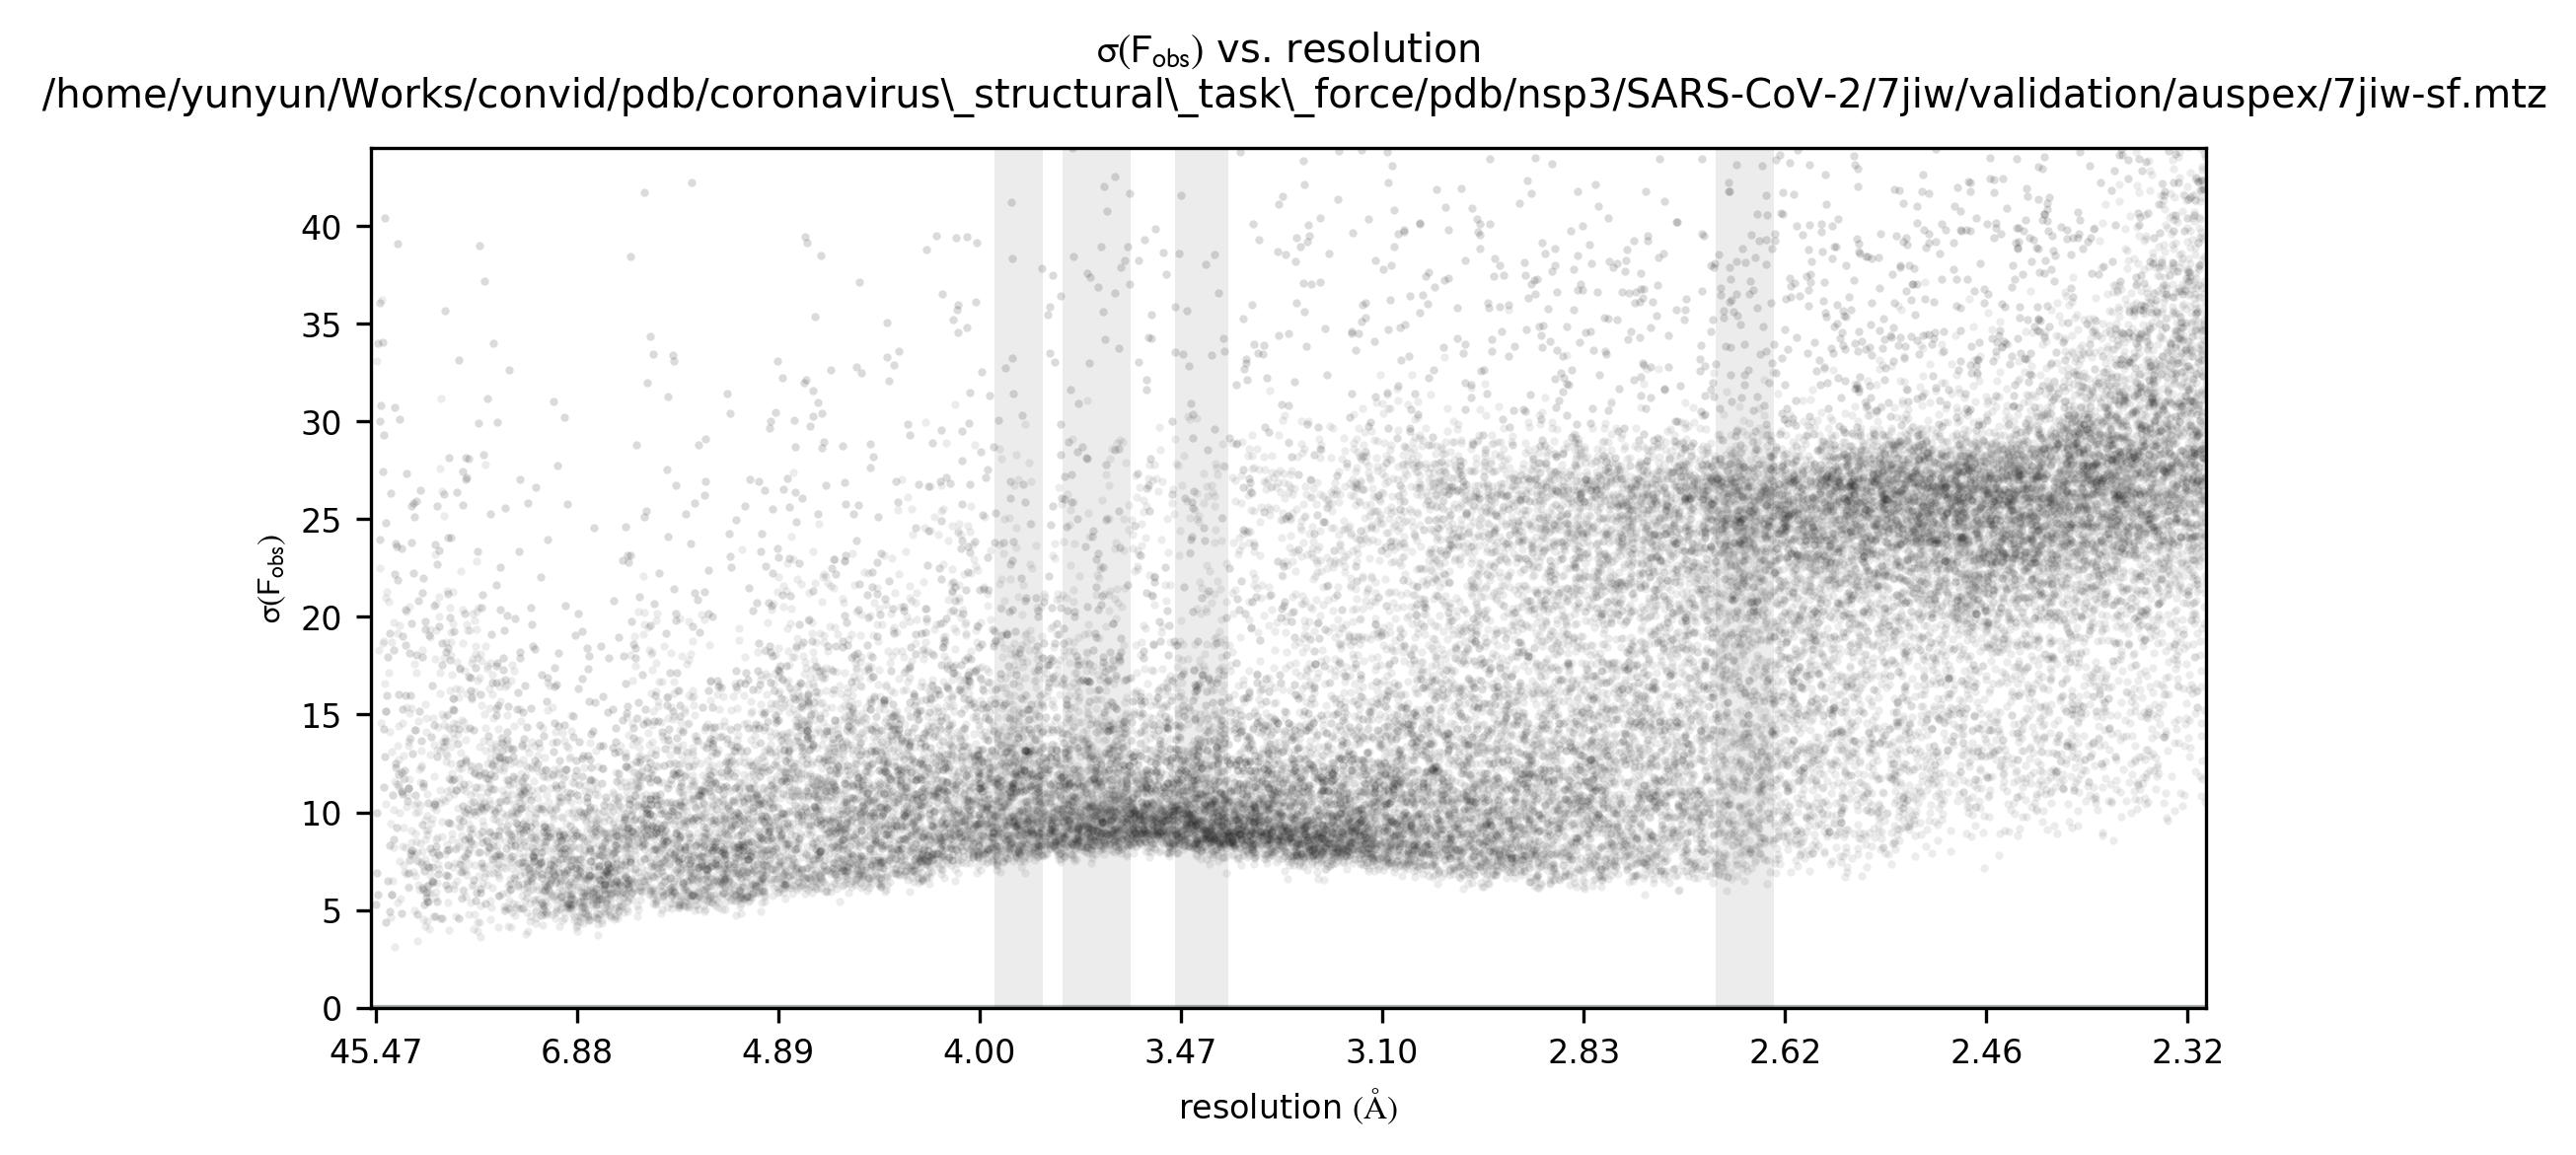 σ(Fobs) vs. resolution
/home/yunyun/Works/convid/pdb/coronavirus\_structural\_task\_force/pdb/nsp3/SARS-CoV-2/7jiw/validation/auspex/7jiw-sf.mtz
40
35
30
25
20
15
10
5
0
σ(Fobs)
45.47 6.88 4.89 4.00 3.47 3.10 2.83 2.62 2.46 2.32
resolution (Å)